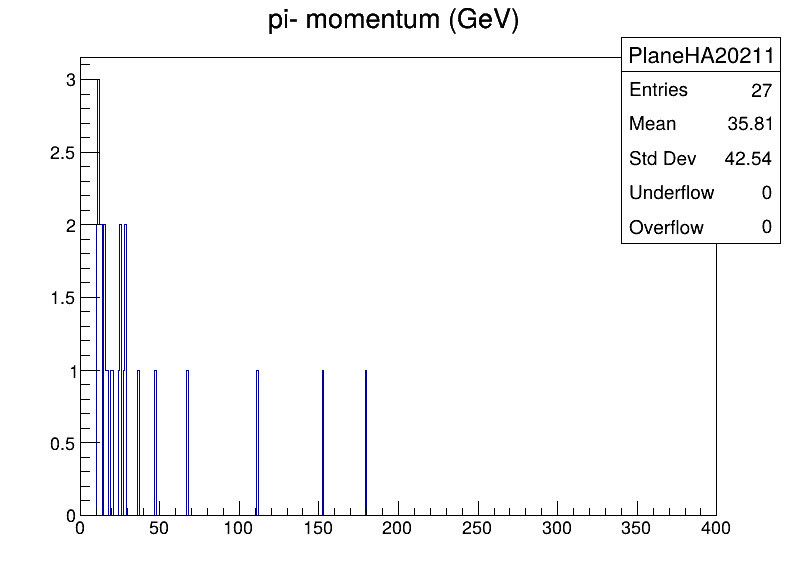 pi- momentum (GeV)
PlaneHA20211
Entries 27
Mean 35.81
Std Dev 42.54
Underflow 0
Overflow 0
3
2.5
2
1.5
1
0.5
0
0 50 100 150 200 250 300 350 400